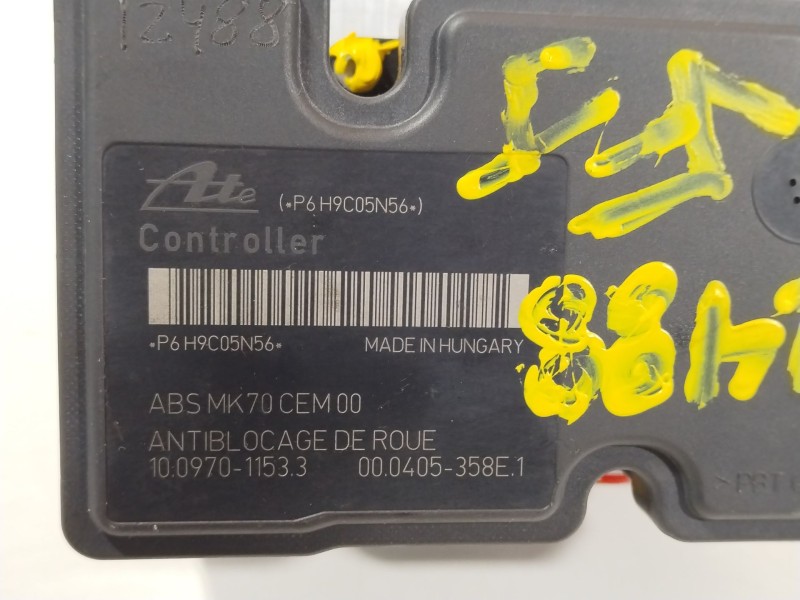 12488
Ate (*P6 H9C05N56*)
Controller
*P6 H9C05N56* MADE IN HUNGARY
ABS MK70 CEM 00
ANTIBLOCAGE DE ROUE
10.0970-1153.3 00.0405-358E.1